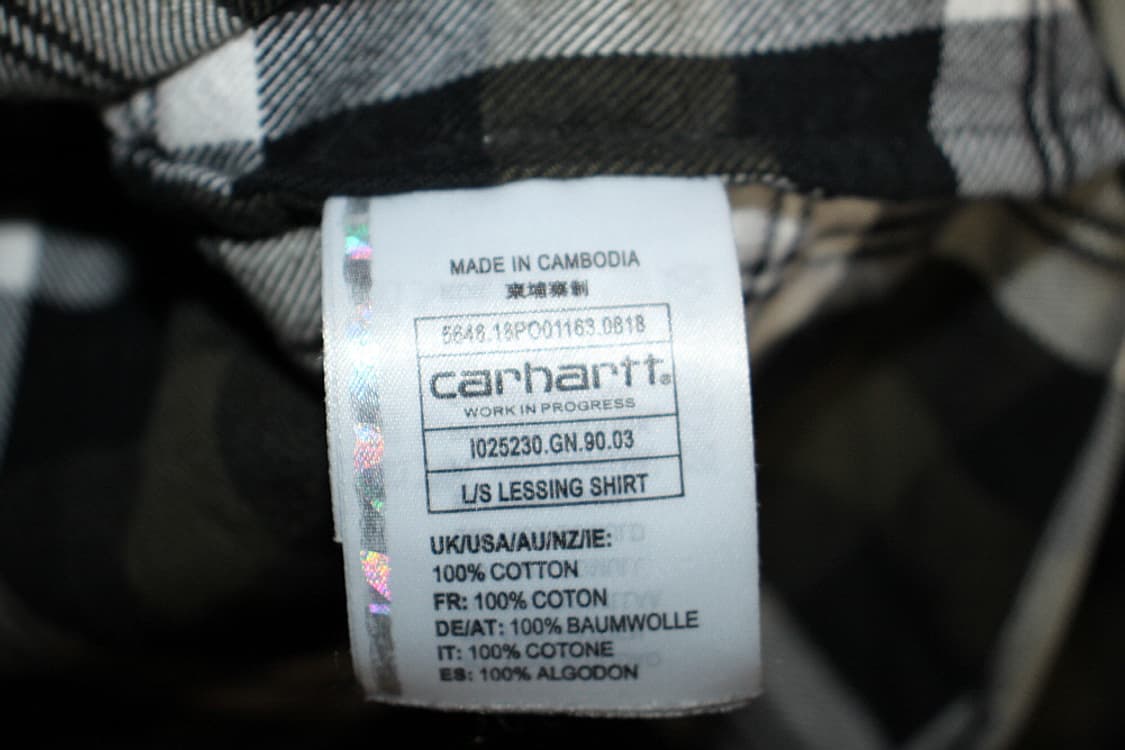 MADE IN CAMBODIA
柬埔寨制
5648.18PO01163.0818
carhartt®
WORK IN PROGRESS
I025230.GN.90.03
L/S LESSING SHIRT
UK/USA/AU/NZ/IE:
100% COTTON
FR: 100% COTON
DE/AT: 100% BAUMWOLLE
IT: 100% COTONE
ES: 100% ALGODON